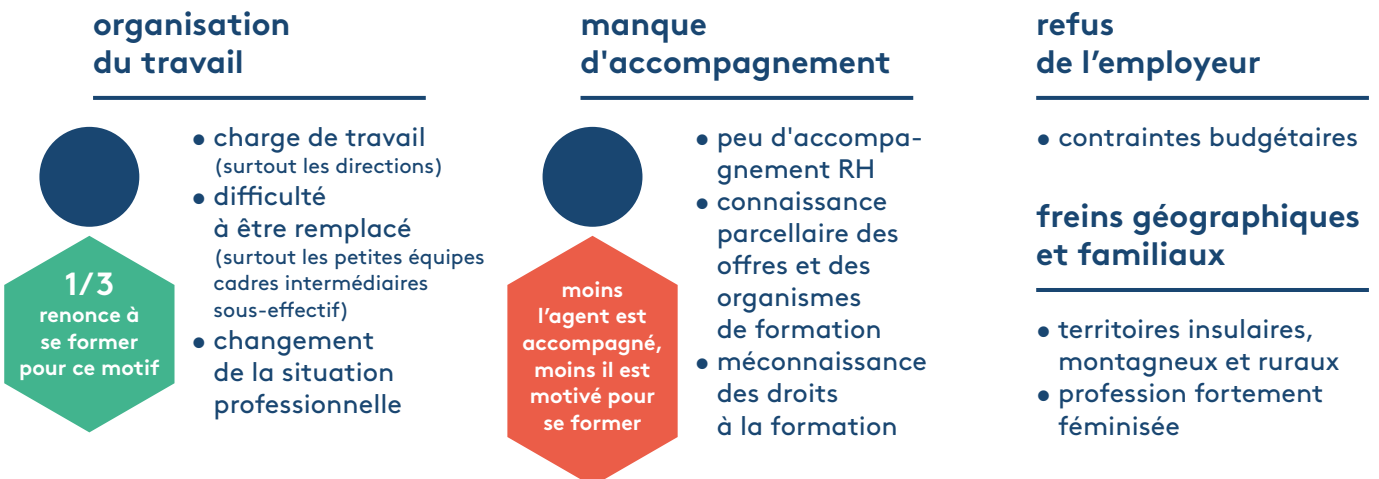 organisation
du travail
1/3
renonce à
se former
pour ce motif
• charge de travail
(surtout les directions)
• difficulté
à être remplacé
(surtout les petites équipes
cadres intermédiaires
sous-effectif)
• changement
de la situation
professionnelle
manque
d'accompagnement
moins
l'agent est
accompagné,
moins il est
motivé pour
se former
• peu d'accompa-
gnement RH
• connaissance
parcellaire des
offres et des
organismes
de formation
• méconnaissance
des droits
à la formation
refus
de l’employeur
• contraintes budgétaires
freins géographiques
et familiaux
• territoires insulaires,
montagneux et ruraux
• profession fortement
féminisée